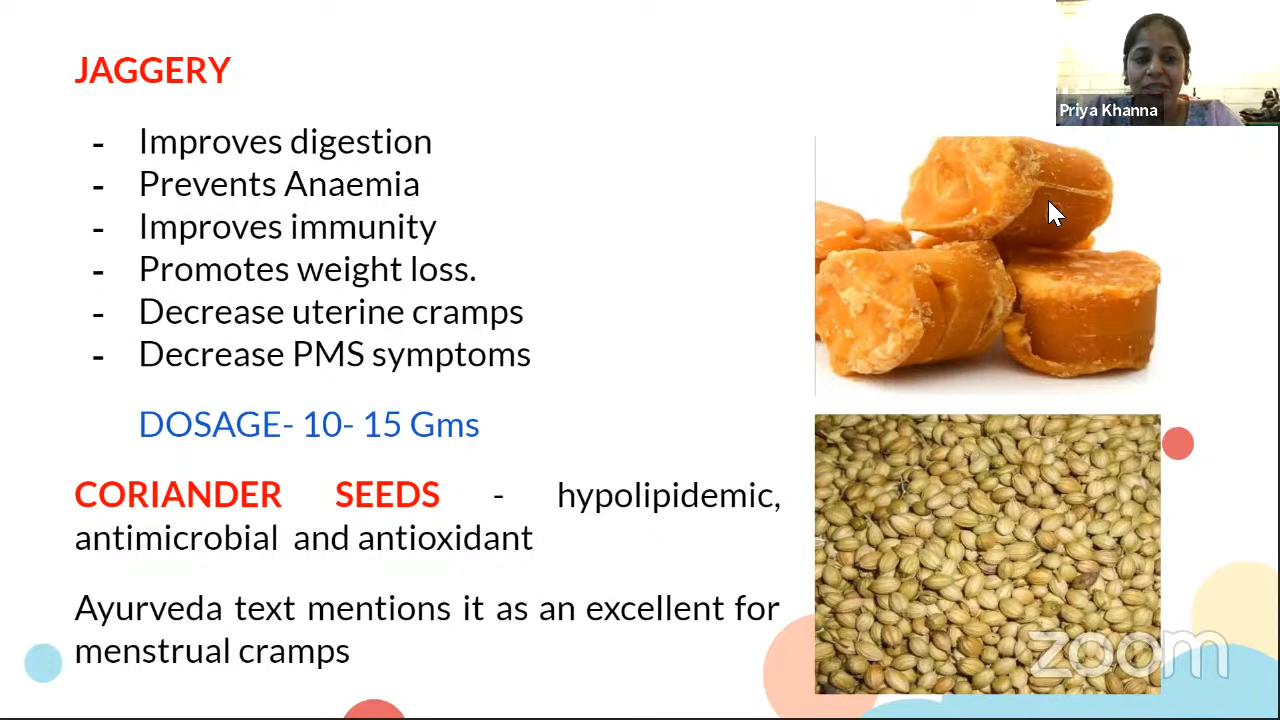 JAGGERY
- Improves digestion
- Prevents Anaemia
- Improves immunity
- Promotes weight loss.
- Decrease uterine cramps
- Decrease PMS symptoms
DOSAGE- 10- 15 Gms
CORIANDER SEEDS - hypolipidemic,
antimicrobial and antioxidant
Ayurveda text mentions it as an excellent for
menstrual cramps
Priya Khanna
zoom